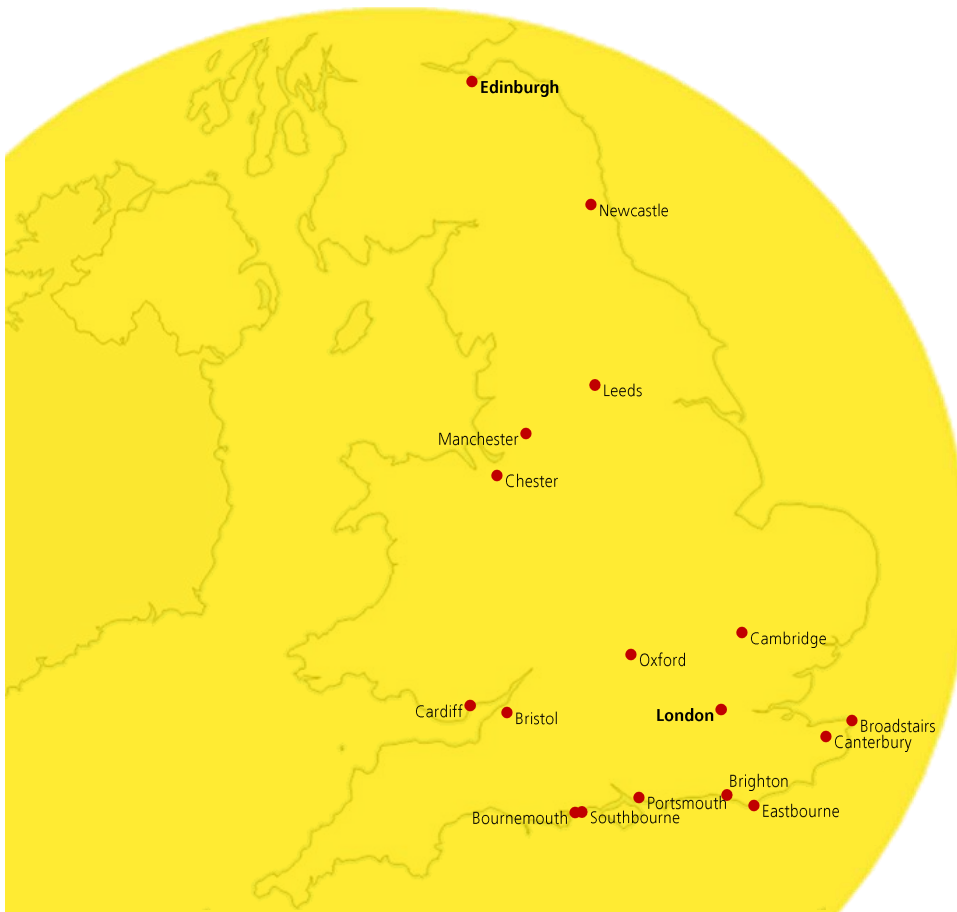 Edinburgh
Newcastle
Leeds
Manchester
Chester
Cambridge
Oxford
Cardiff
Bristol
London
Broadstairs
Canterbury
Brighton
Portsmouth
Eastbourne
Bournemouth
Southbourne